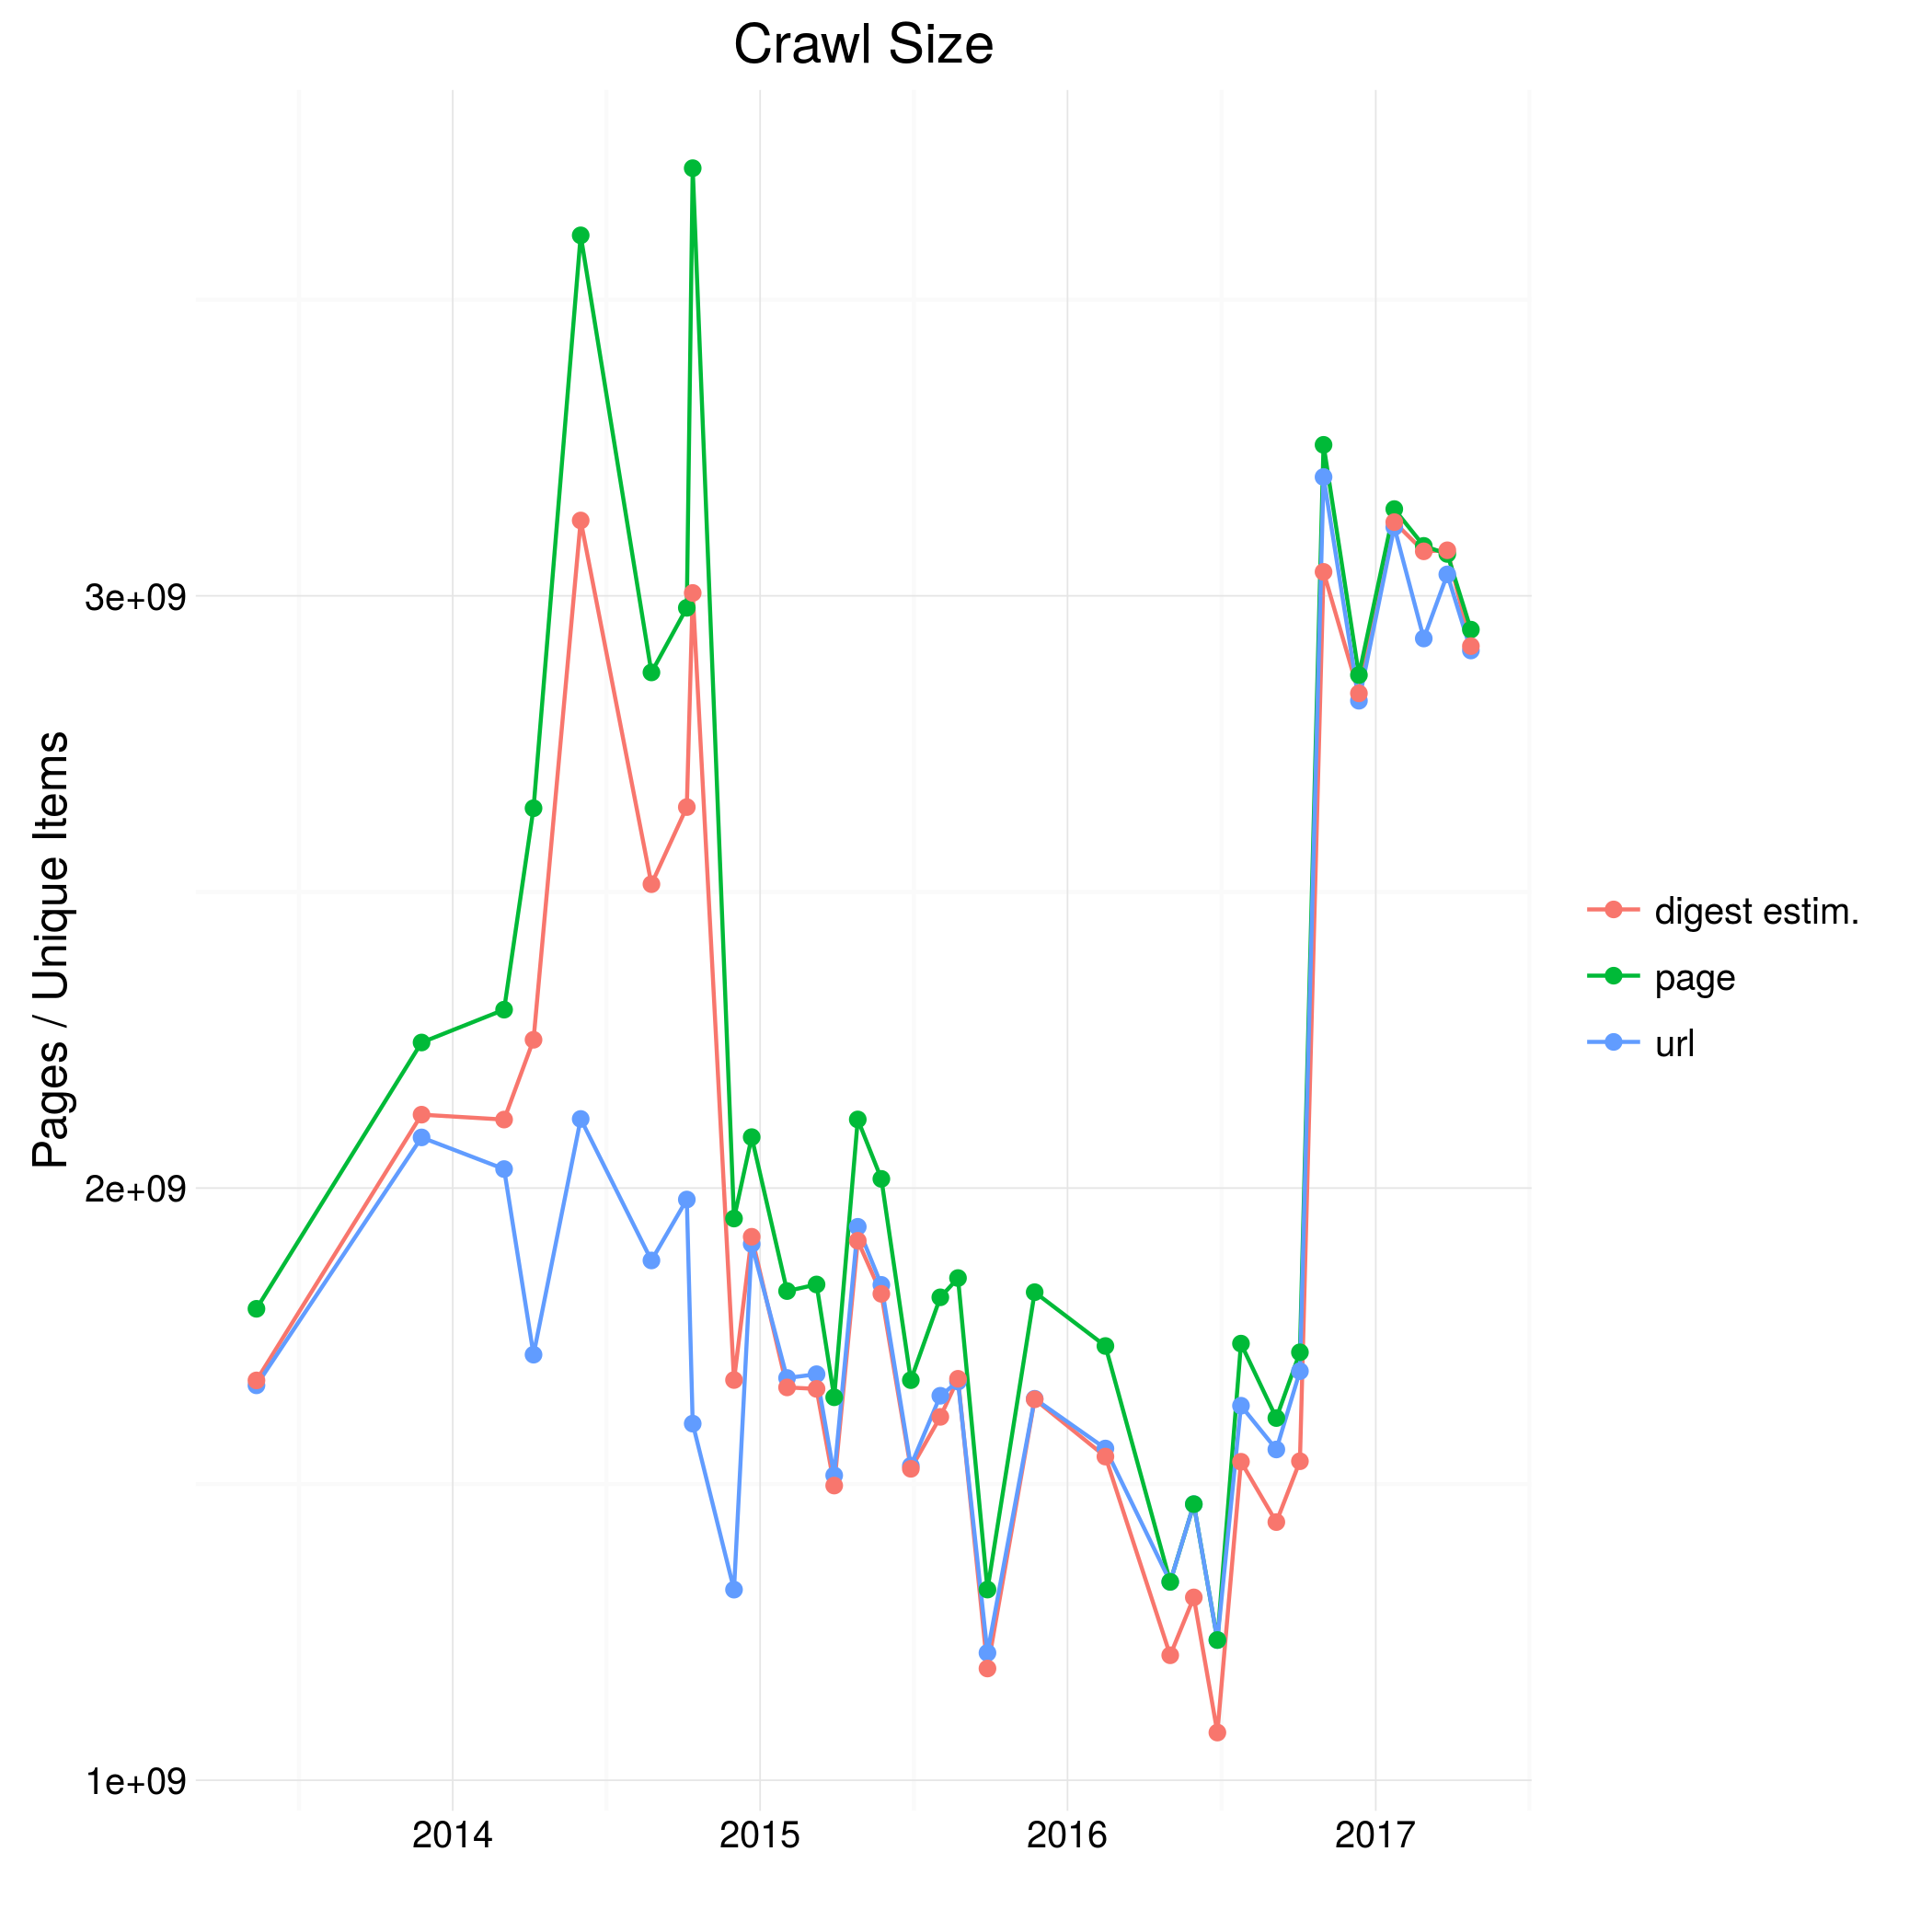 Crawl Size
Pages / Unique Items
3e+09
2e+09
1e+09
2014
2015
2016
2017
digest estim.
page
url